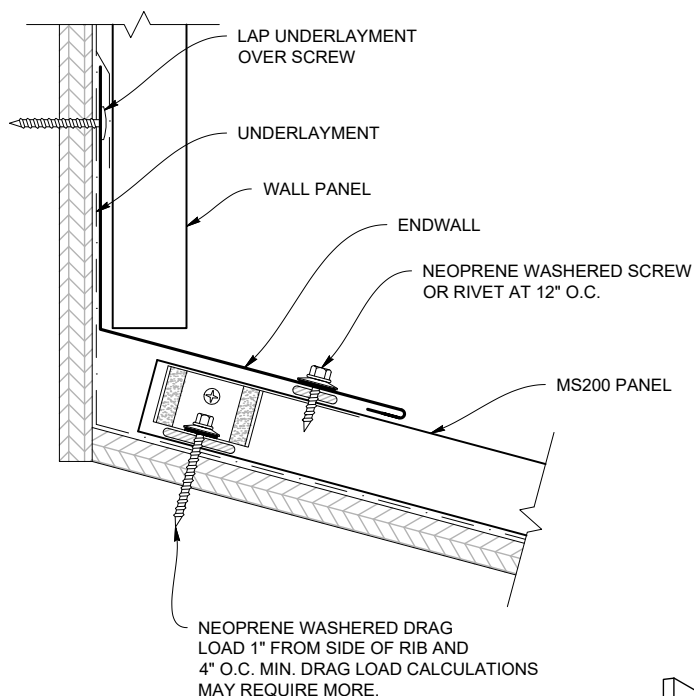 LAP UNDERLAYMENT
OVER SCREW
UNDERLAYMENT
WALL PANEL
ENDWALL
NEOPRENE WASHERED SCREW
OR RIVET AT 12" O.C.
MS200 PANEL
NEOPRENE WASHERED DRAG
LOAD 1" FROM SIDE OF RIB AND
4" O.C. MIN. DRAG LOAD CALCULATIONS
MAY REQUIRE MORE.